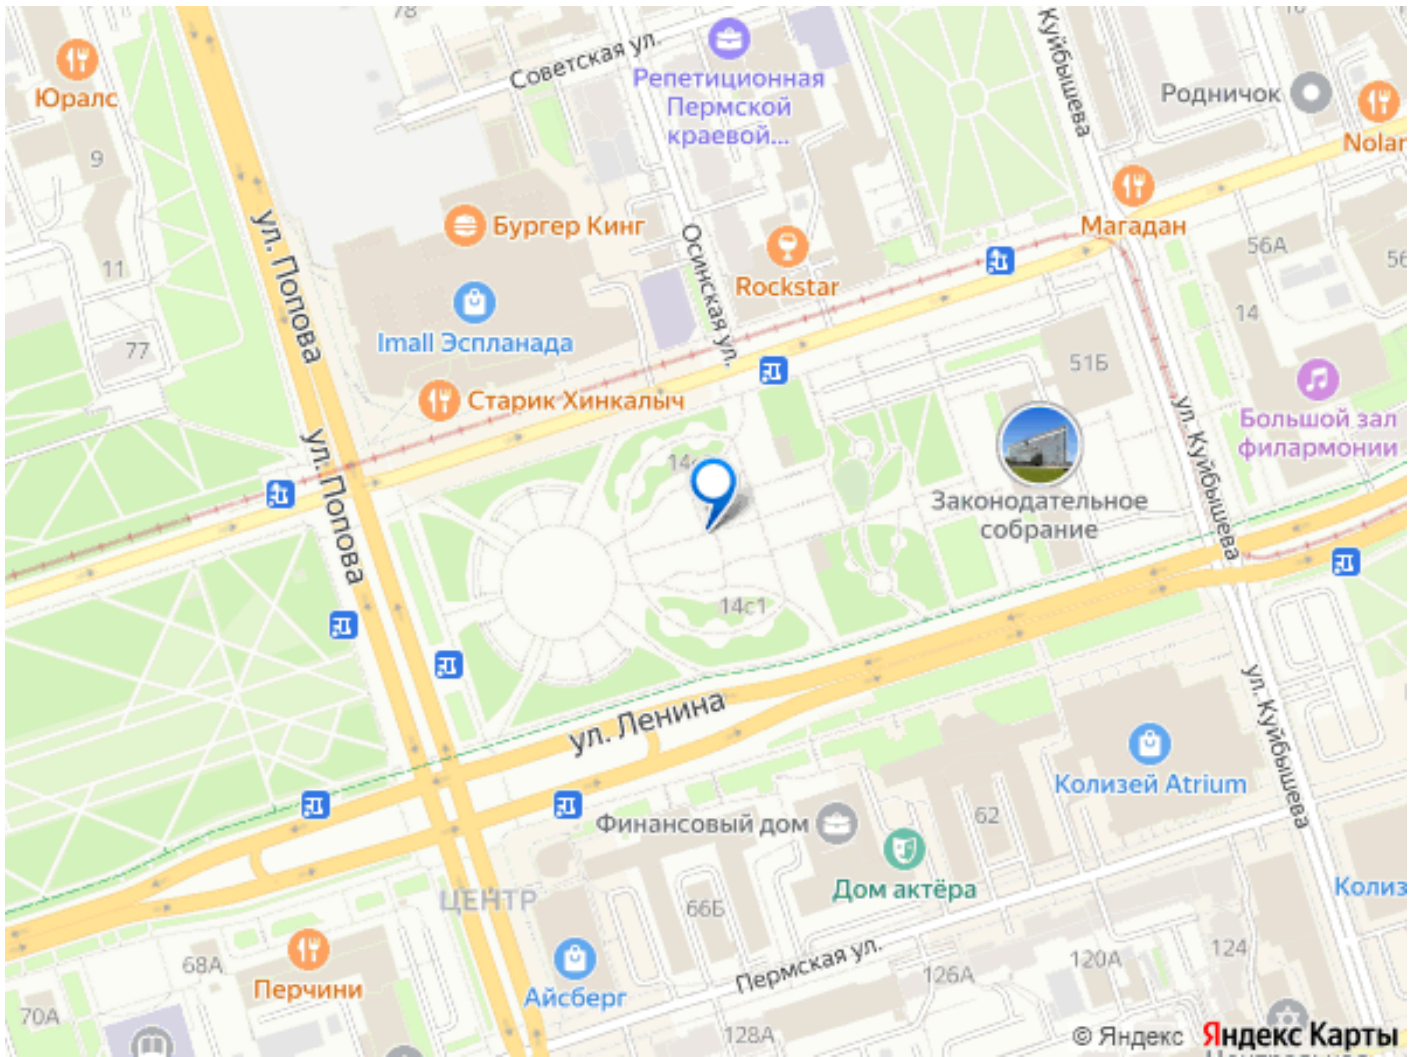 78
Советская ул.
Репетиционная
Пермской
краевой...
Куйбышева
Родничок
Nolan
Юралс
9
ул. Попова
11
77
Бургер Кинг
Imall Эспланада
Старик Хинкалыч
Осинская ул.
Rockstar
Магадан
56А
56
14
51Б
Большой зал
филармонии
ул. Куйбышева
Законодательное
собрание
ул. Попова
14с1
ул. Ленина
ул. Куйбышева
Колизей Atrium
Финансовый дом
62
Дом актёра
Колиз
ЦЕНТР
66Б
Пермская ул.
68А
Перчини
Айсберг
126А
120А
124
70А
128А
© Яндекс Яндекс Карты